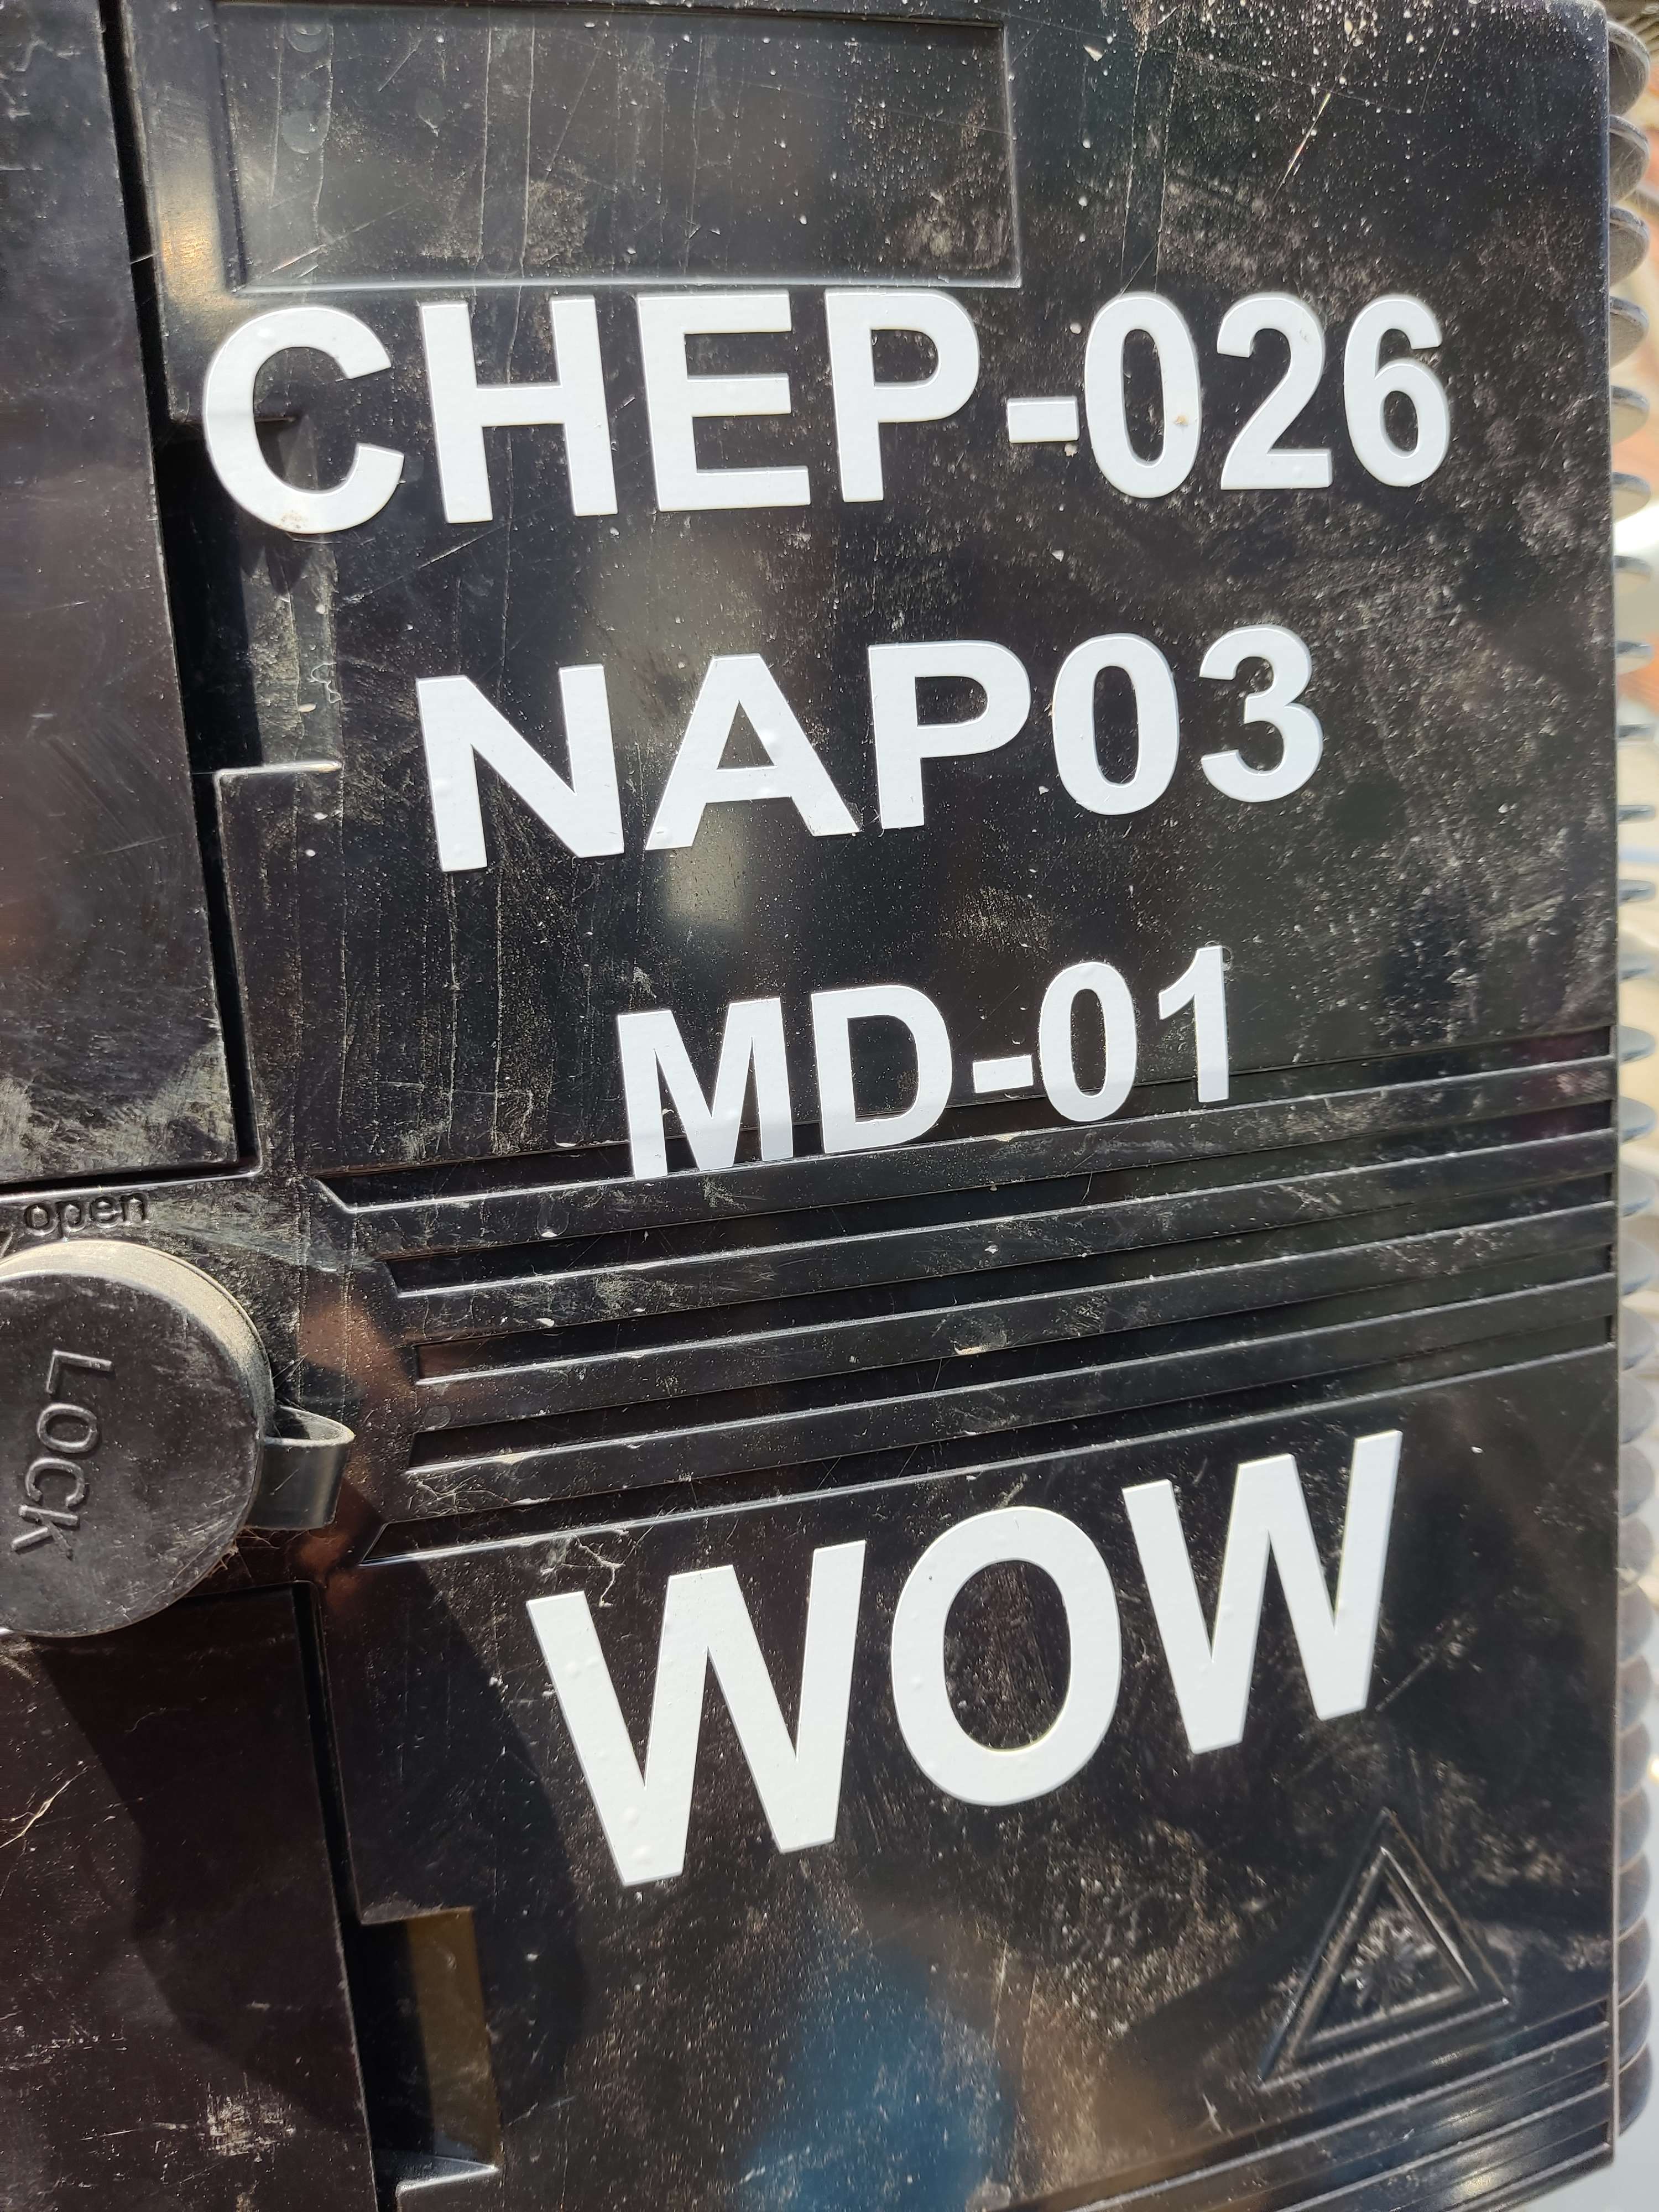 CHEP-026
NAP03
MD-01
open
LOCK
WOW